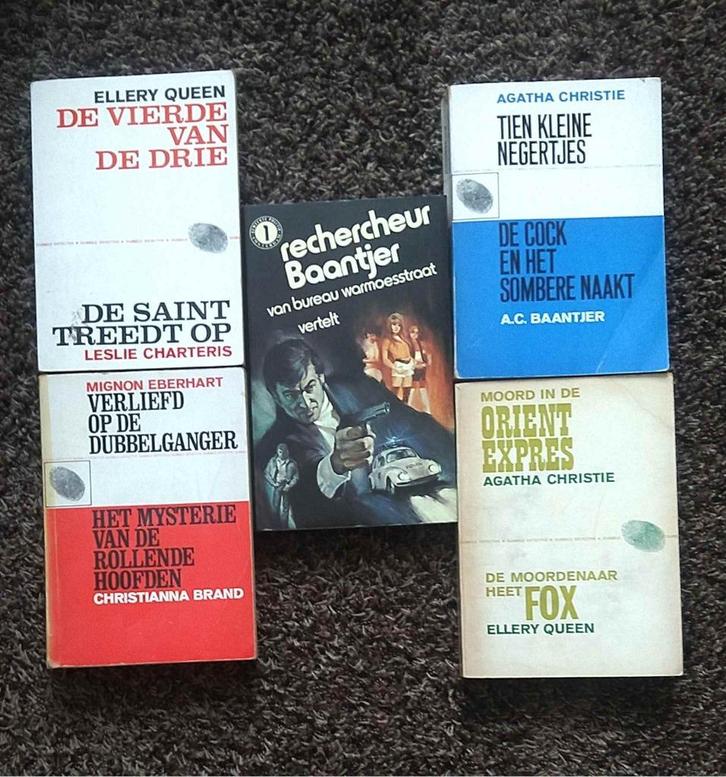 ELLERY QUEEN
DE VIERDE
VAN
DE DRIE
DE SAINT
TREEDT OP
LESLIE CHARTERIS
AGATHA CHRISTIE
TIEN KLEINE
NEGERTJES
DE COCK
EN HET
SOMBERE NAAKT
A.C. BAANTJER
1
rechercheur
Baantjer
van bureau warmoesstraat
vertelt
MIGNON EBERHART
VERLIEFD
OP DE
DUBBELGANGER
HET MYSTERIE
VAN DE
ROLLENDE
HOOFDEN
CHRISTIANNA BRAND
MOORD IN DE
ORIENT
EXPRES
AGATHA CHRISTIE
DE MOORDENAAR
HEET FOX
ELLERY QUEEN